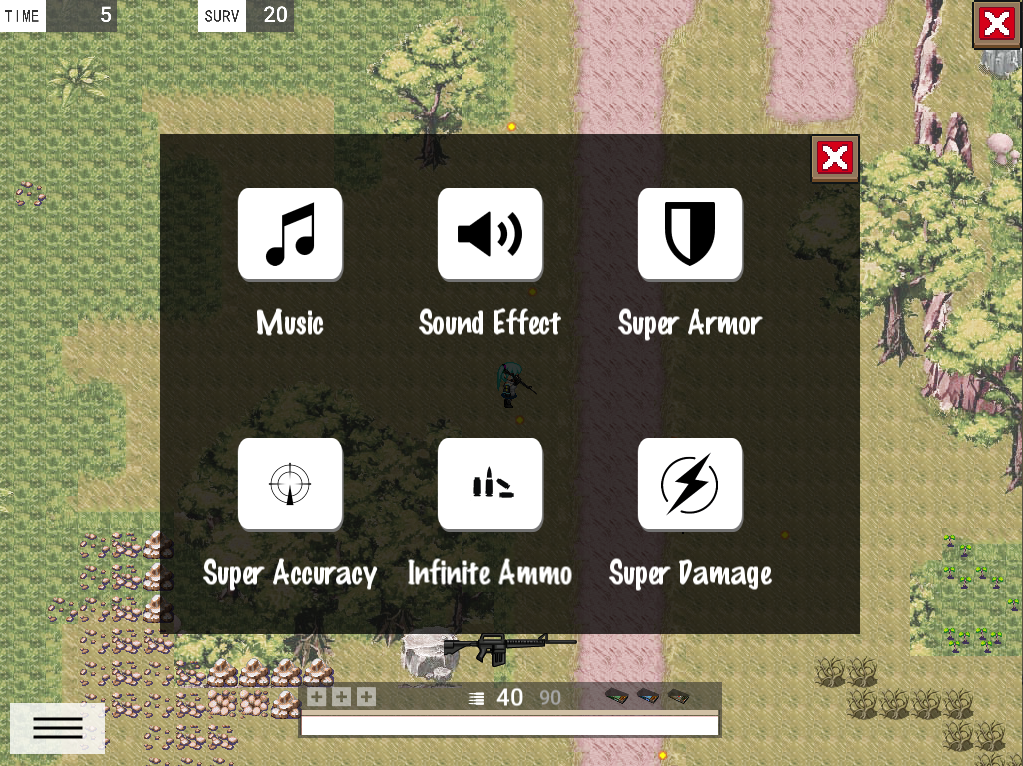 TIME 5 SURV 20
Music Sound Effect Super Armor
Super Accuracy Infinite Ammo Super Damage
40 90